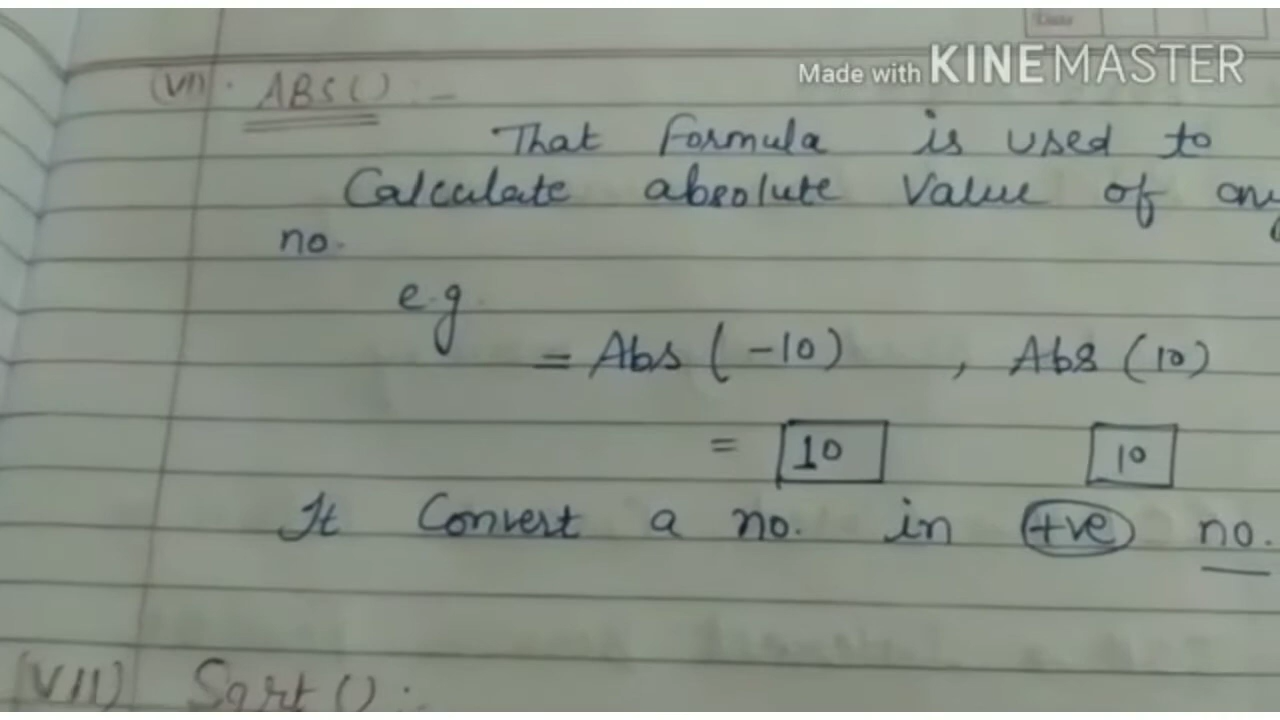 Made with KINEMASTER
(VI). ABS() :-
That formula is used to
Calculate absolute Value of any
no.
e.g
= Abs (-10) , Abs (10)
= 10 10
It Convert a no. in +ve no.
(VII) Sqrt() :-